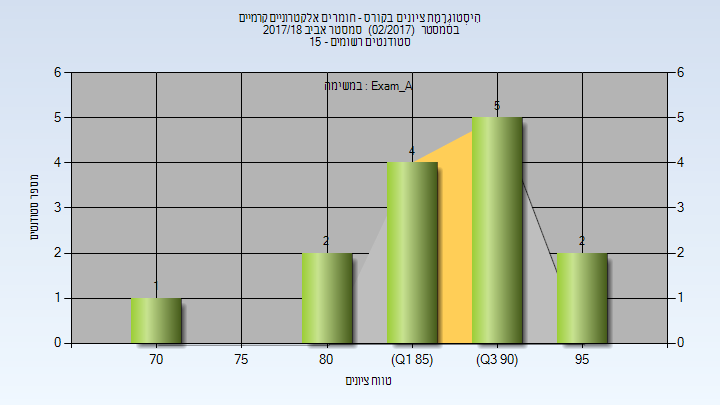 היסטוגרמת ציונים בקורס - חומרים אלקטרוניים קרמיים
בסמסטר (02/2017) סמסטר אביב 2017/18
סטודנטים רשומים - 15
במשימה : Exam_A
מספר סטודנטים
6 6
5 5
4 4
3 3
2 2
1 1
0 0
1 2 4 5 2
70 75 80 (Q1 85) (Q3 90) 95
טווח ציונים